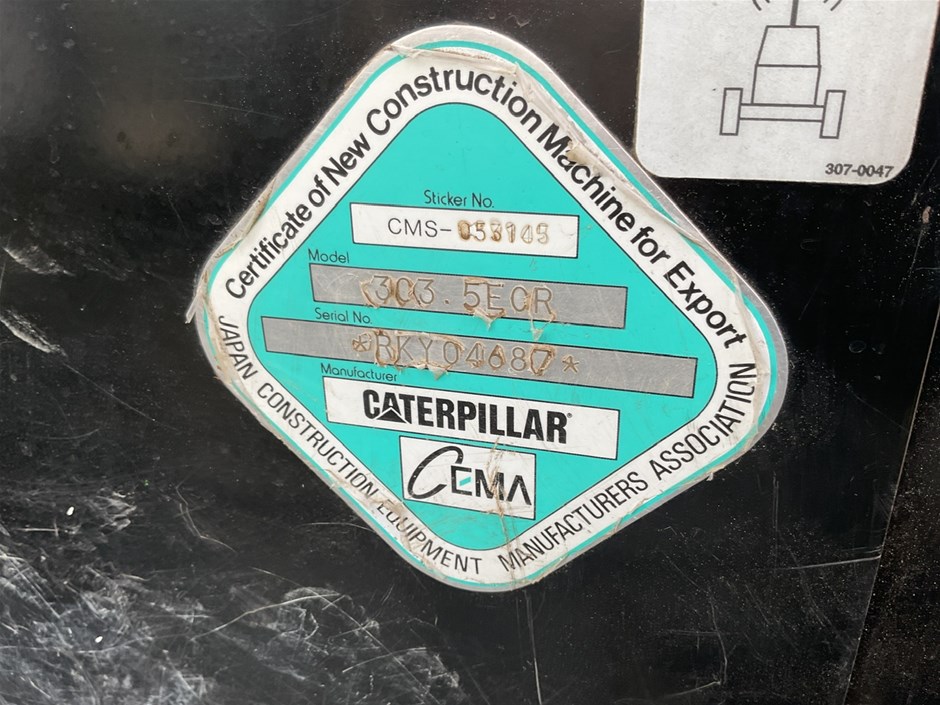 Certificate of New Construction Machine for Export
Sticker No.
CMS-053145
Model
303.5ECR
Serial No.
*RKY04687*
Manufacturer
CATERPILLAR®
CEMA
JAPAN CONSTRUCTION EQUIPMENT MANUFACTURERS ASSOCIATION
307-0047